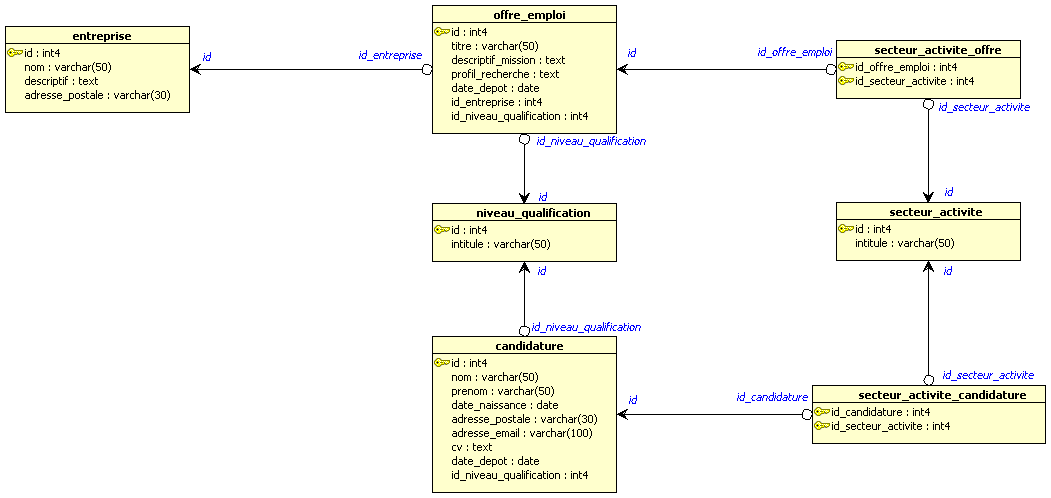 entreprise
id : int4
nom : varchar(50)
descriptif : text
adresse_postale : varchar(30)
id
id_entreprise
offre_emploi
id : int4
titre : varchar(50)
descriptif_mission : text
profil_recherche : text
date_depot : date
id_entreprise : int4
id_niveau_qualification : int4
id
id_offre_emploi
secteur_activite_offre
id_offre_emploi : int4
id_secteur_activite : int4
id_secteur_activite
id
id_niveau_qualification
id
niveau_qualification
id : int4
intitule : varchar(50)
id
id_niveau_qualification
secteur_activite
id : int4
intitule : varchar(50)
id
id_secteur_activite
candidature
id : int4
nom : varchar(50)
prenom : varchar(50)
date_naissance : date
adresse_postale : varchar(30)
adresse_email : varchar(100)
cv : text
date_depot : date
id_niveau_qualification : int4
id
id_candidature
secteur_activite_candidature
id_candidature : int4
id_secteur_activite : int4